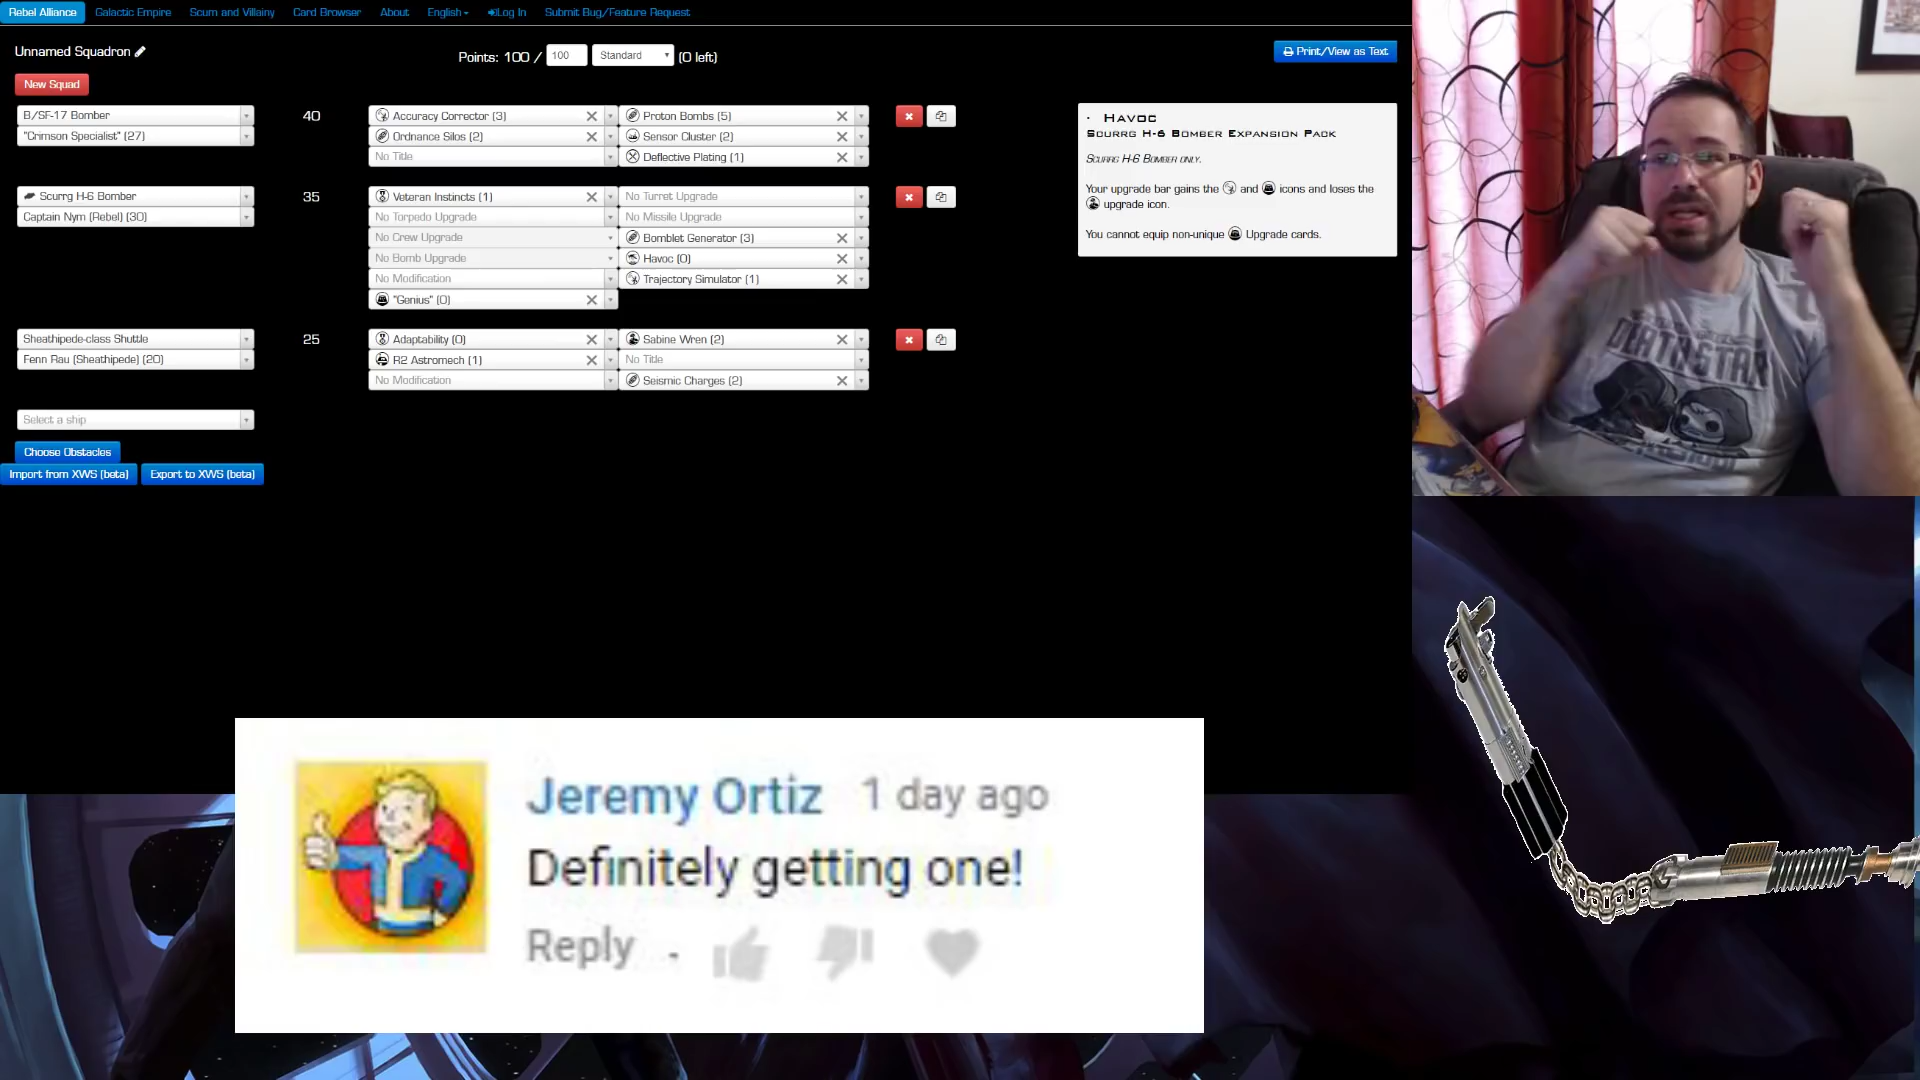 Rebel Alliance Galactic Empire Scum and Villainy Card Browser About English Log In Submit Bug/Feature Request
Unnamed Squadron
Points: 100 / 100 Standard (0 left)
Print/View as Text
New Squad
B/SF-17 Bomber
"Crimson Specialist" (27)
40
Accuracy Corrector (3)
Proton Bombs (5)
Ordnance Silos (2)
Sensor Cluster (2)
No Title
Deflective Plating (1)
Scurrg H-6 Bomber
Captain Nym (Rebel) (30)
35
Veteran Instincts (1)
No Turret Upgrade
No Torpedo Upgrade
No Missile Upgrade
No Crew Upgrade
Bomblet Generator (3)
No Bomb Upgrade
Havoc (0)
No Modification
Trajectory Simulator (1)
"Genius" (0)
Sheathipede-class Shuttle
Fenn Rau (Sheathipede) (20)
25
Adaptability (0)
Sabine Wren (2)
R2 Astromech (1)
No Title
No Modification
Seismic Charges (2)
Select a ship
Choose Obstacles
Import from XWS (beta) Export to XWS (beta)
· Havoc
Scurrg H-6 Bomber Expansion Pack
Scurrg H-6 Bomber only.
Your upgrade bar gains the and icons and loses the
upgrade icon.
You cannot equip non-unique Upgrade cards.
DEATH STAR
Jeremy Ortiz 1 day ago
Definitely getting one!
Reply